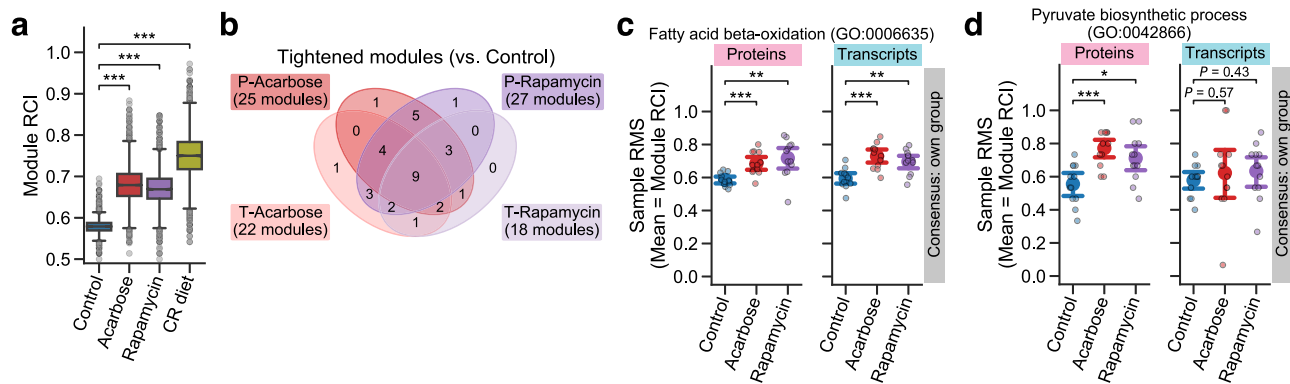 a
***
***
***
Module RCI
1.0
0.9
0.8
0.7
0.6
0.5
Control
Acarbose
Rapamycin
CR diet
b
Tightened modules (vs. Control)
P-Acarbose
(25 modules)
P-Rapamycin
(27 modules)
T-Acarbose
(22 modules)
T-Rapamycin
(18 modules)
1
1
5
0
0
4
3
1
0
9
3
1
2
2
1
c
Fatty acid beta-oxidation (GO:0006635)
Proteins
Transcripts
**
***
**
***
Sample RMS
(Mean = Module RCI)
1.0
0.8
0.6
0.4
0.2
0.0
Control
Acarbose
Rapamycin
Control
Acarbose
Rapamycin
Consensus: own group
d
Pyruvate biosynthetic process
(GO:0042866)
Proteins
Transcripts
*
***
P = 0.43
P = 0.57
Sample RMS
(Mean = Module RCI)
1.0
0.8
0.6
0.4
0.2
0.0
Control
Acarbose
Rapamycin
Control
Acarbose
Rapamycin
Consensus: own group